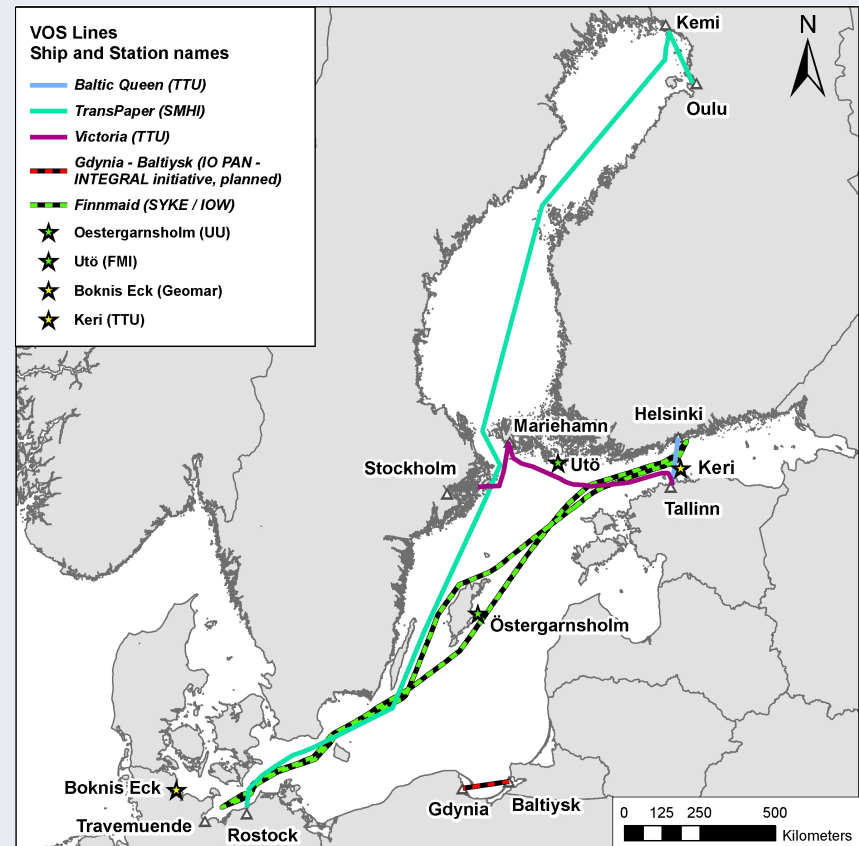 VOS Lines
Ship and Station names
Baltic Queen (TTU)
TransPaper (SMHI)
Victoria (TTU)
Gdynia - Baltiysk (IO PAN -
INTEGRAL initiative, planned)
Finnmaid (SYKE / IOW)
Oestergarnsholm (UU)
Utö (FMI)
Boknis Eck (Geomar)
Keri (TTU)
Kemi
N
Oulu
Helsinki
Mariehamn
Stockholm
Utö
Keri
Tallinn
Östergarnsholm
Boknis Eck
Travemuende
Rostock
Gdynia
Baltiysk
0 125 250 500
Kilometers